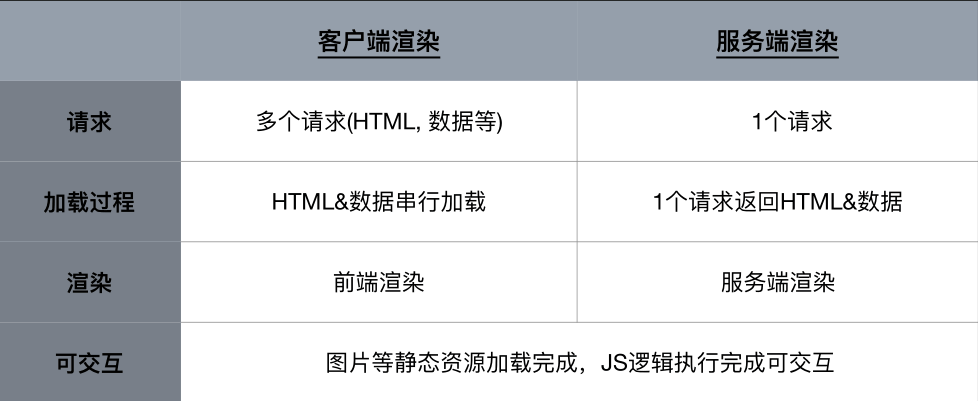 客户端渲染 服务端渲染
请求 多个请求(HTML, 数据等) 1个请求
加载过程 HTML&数据串行加载 1个请求返回HTML&数据
渲染 前端渲染 服务端渲染
可交互 图片等静态资源加载完成，JS逻辑执行完成可交互